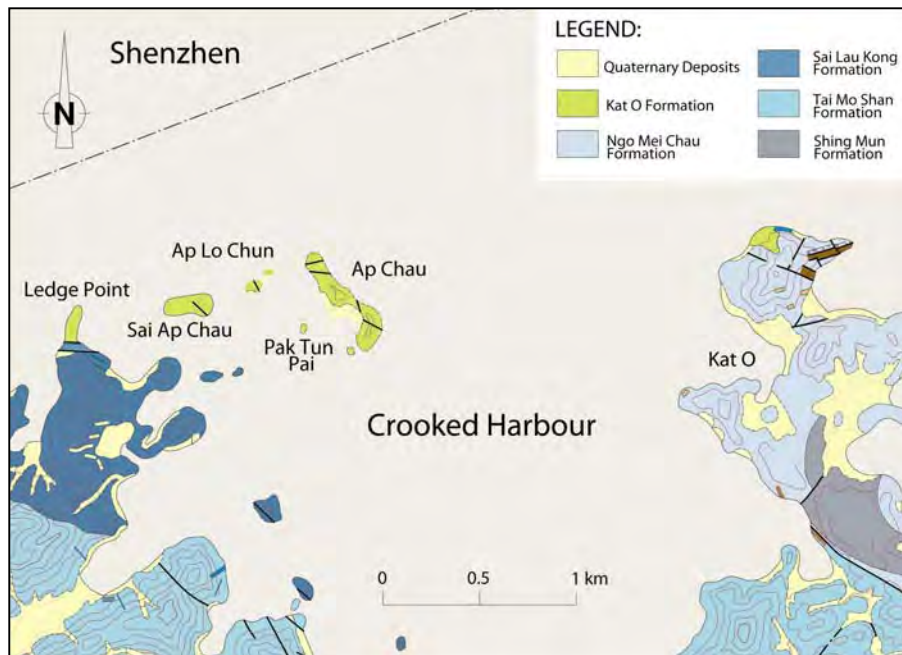 Shenzhen
N
LEGEND:
Quaternary Deposits
Kat O Formation
Ngo Mei Chau
Formation
Sai Lau Kong
Formation
Tai Mo Shan
Formation
Shing Mun
Formation
Ap Lo Chun
Ap Chau
Ledge Point
Sai Ap Chau
Pak Tun
Pai
Kat O
Crooked Harbour
0 0.5 1 km